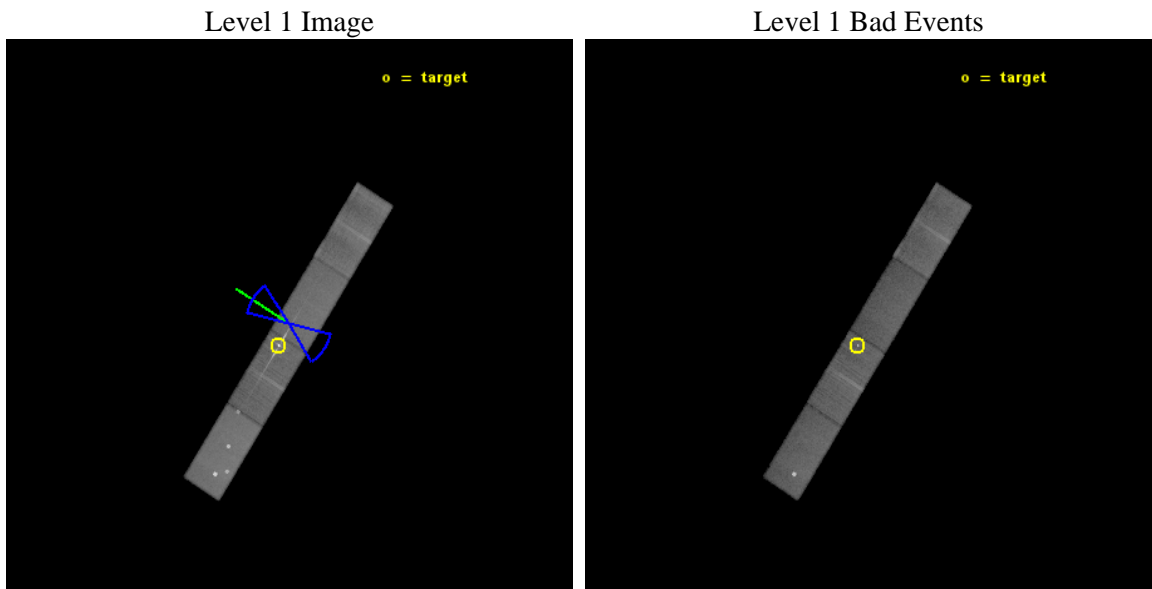 Level 1 Image
Level 1 Bad Events
o = target
o = target